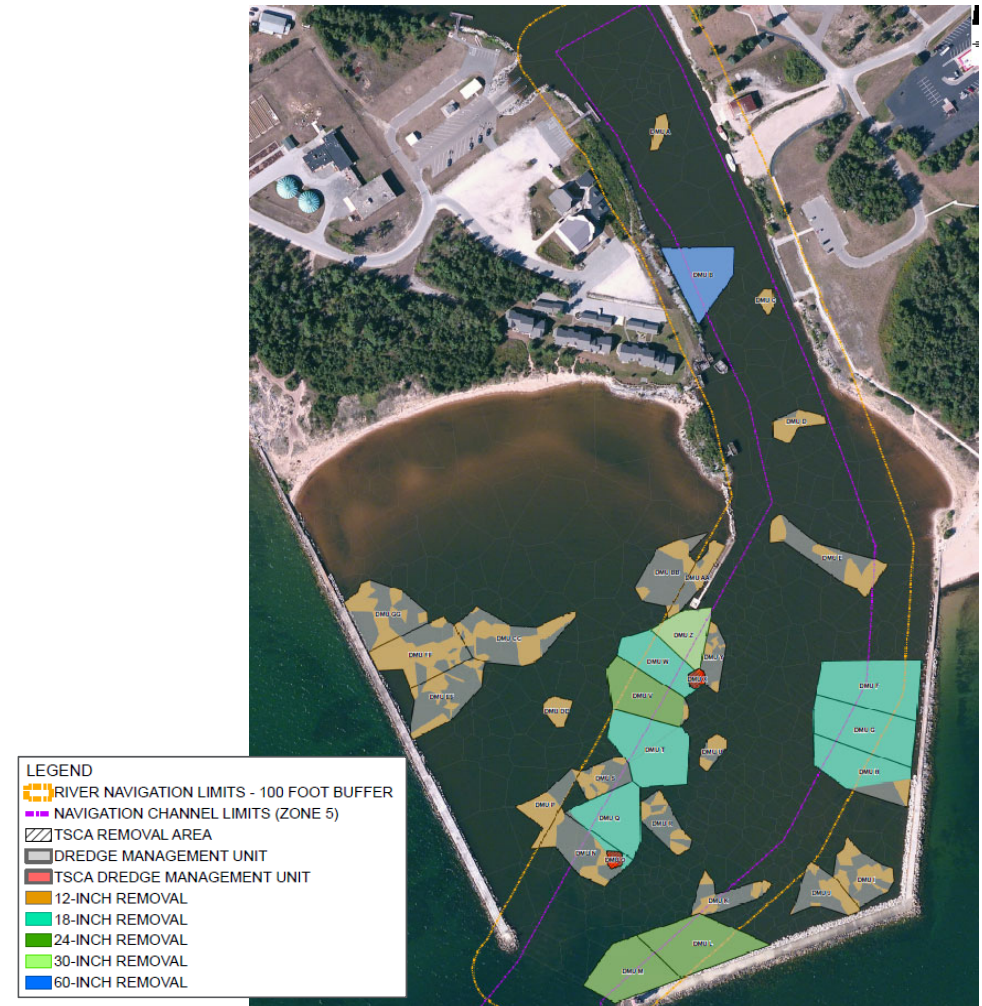 DMU A
DMU B
DMU C
DMU D
DMU E
DMU BB
DMU AA
DMU GG
DMU Z
DMU CC
DMU FF
DMU W
DMU Y
DMU X
DMU F
DMU EE
DMU V
DMU DD
DMU G
DMU T
DMU U
DMU H
DMU S
DMU P
DMU Q
DMU R
DMU N
DMU O
DMU I
DMU J
DMU K
DMU L
DMU M
LEGEND
RIVER NAVIGATION LIMITS - 100 FOOT BUFFER
NAVIGATION CHANNEL LIMITS (ZONE 5)
TSCA REMOVAL AREA
DREDGE MANAGEMENT UNIT
TSCA DREDGE MANAGEMENT UNIT
12-INCH REMOVAL
18-INCH REMOVAL
24-INCH REMOVAL
30-INCH REMOVAL
60-INCH REMOVAL